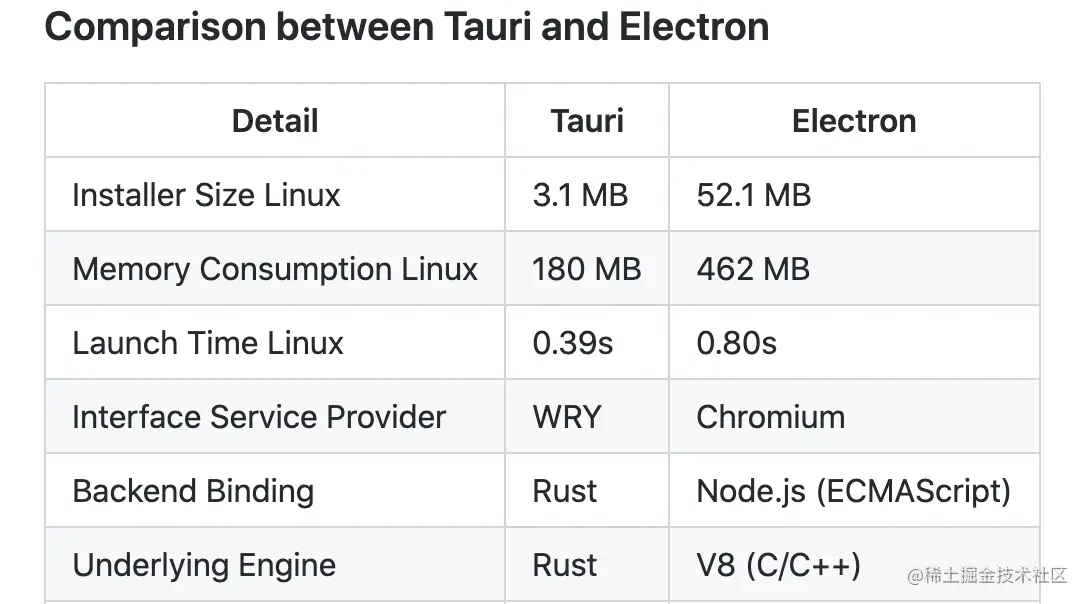 Comparison between Tauri and Electron
Detail Tauri Electron
Installer Size Linux 3.1 MB 52.1 MB
Memory Consumption Linux 180 MB 462 MB
Launch Time Linux 0.39s 0.80s
Interface Service Provider WRY Chromium
Backend Binding Rust Node.js (ECMAScript)
Underlying Engine Rust V8 (C/C++)
@稀土掘金技术社区